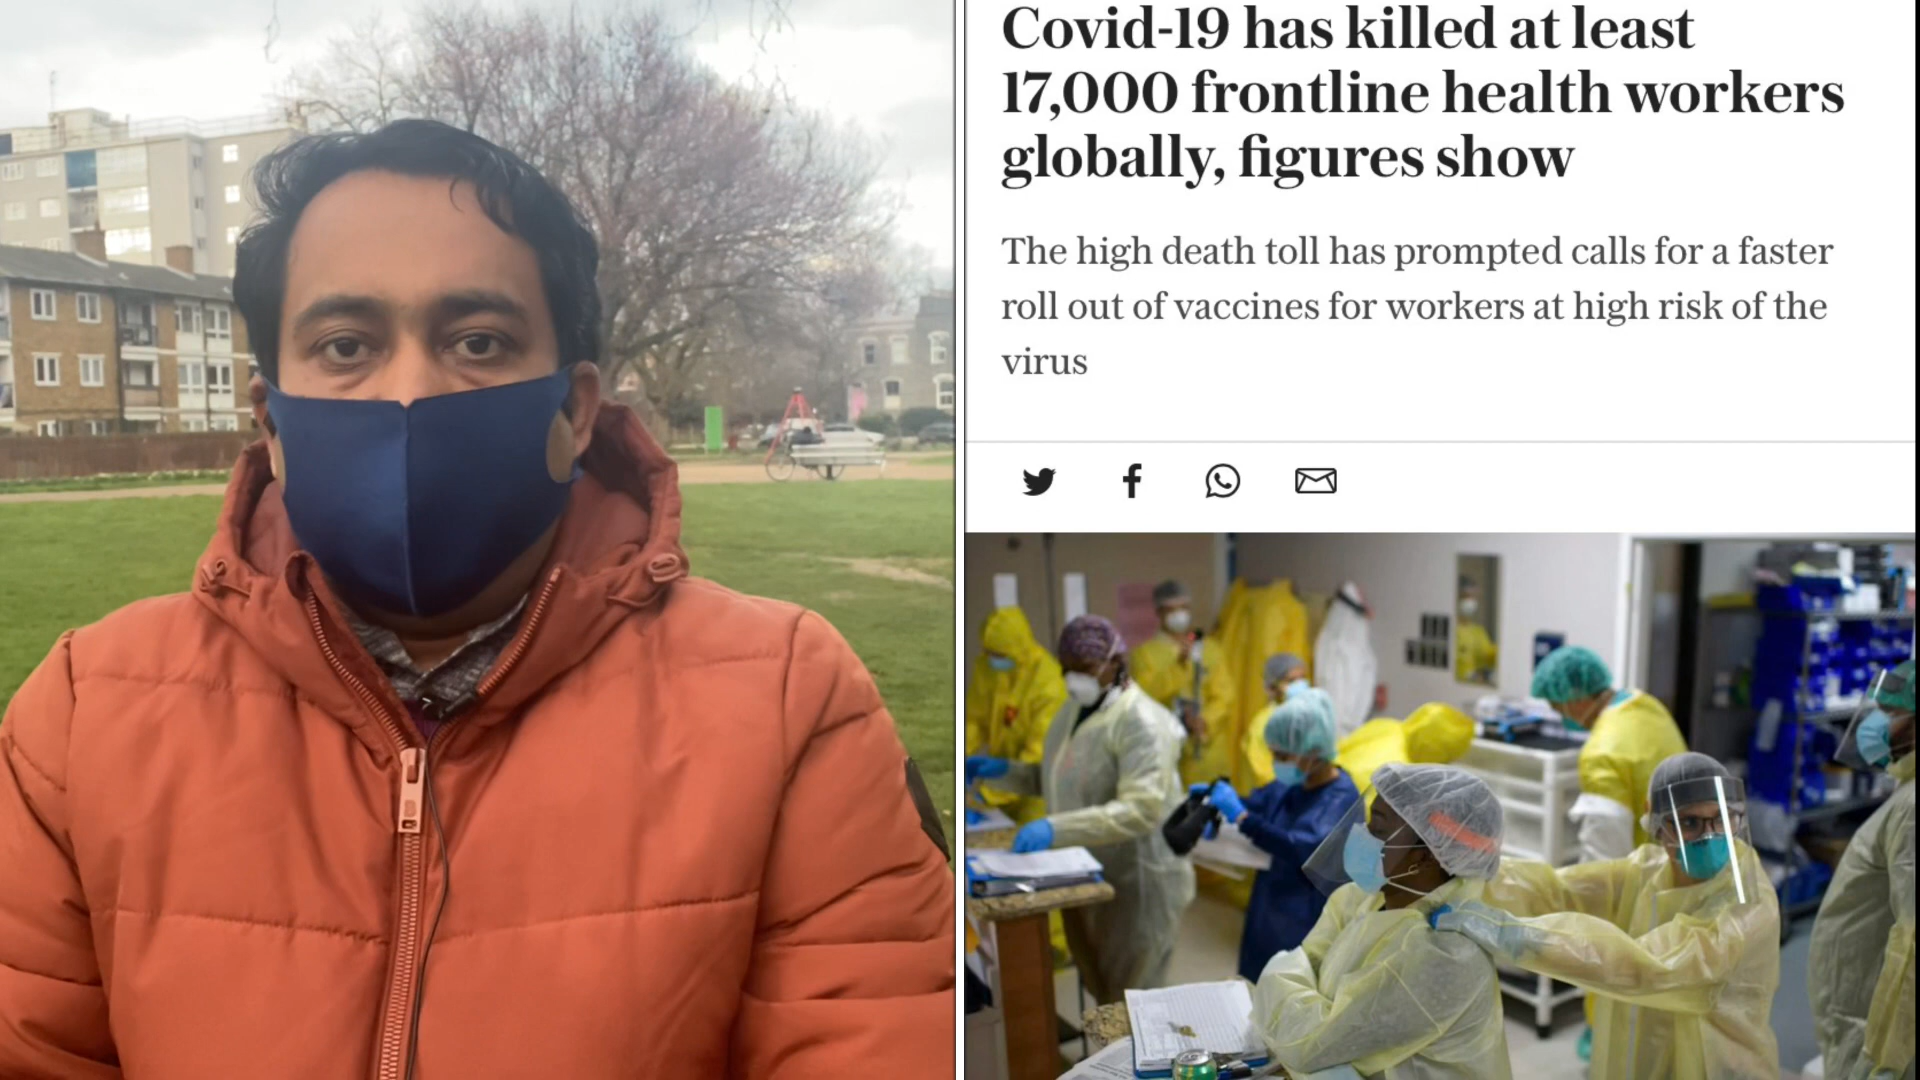 Covid-19 has killed at least
17,000 frontline health workers
globally, figures show
The high death toll has prompted calls for a faster
roll out of vaccines for workers at high risk of the
virus